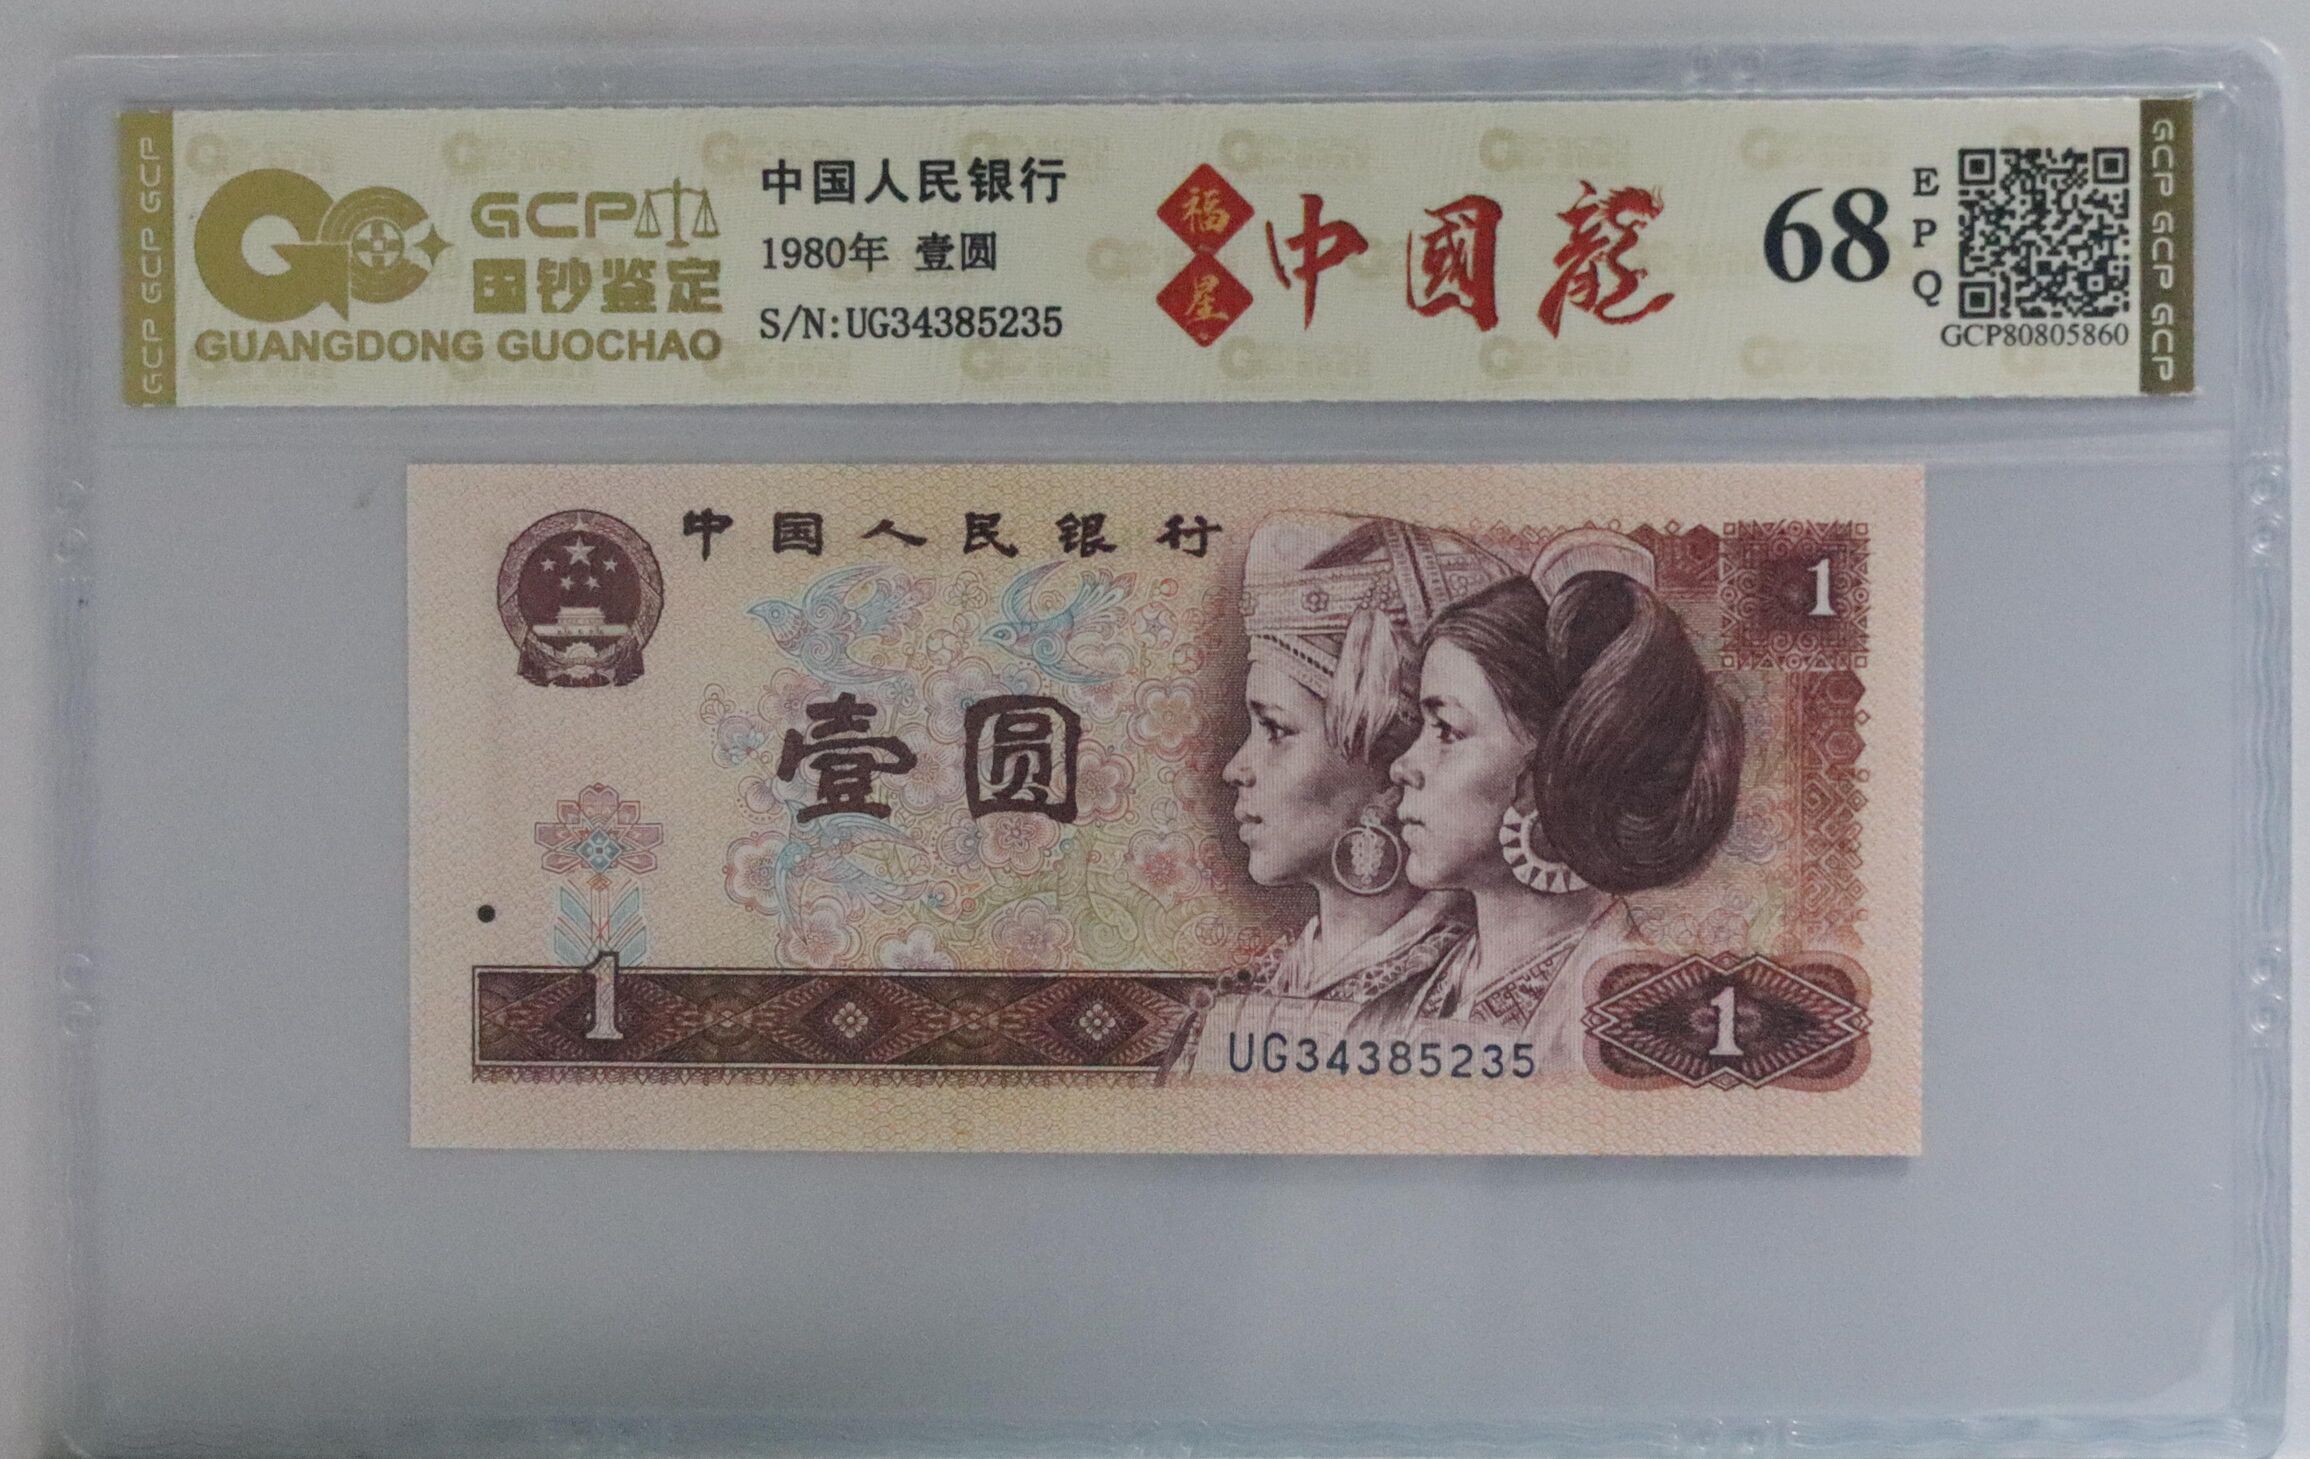 GCP GCP GCP
GCP
国钞鉴定
GUANGDONG GUOCHAO
中国人民银行
1980年 壹圆
S/N:UG34385235
福星
中國龍
68
EPQ
GCP80805860
GCP GCP GCP
中国人民银行
1
壹圆
1
UG34385235
1